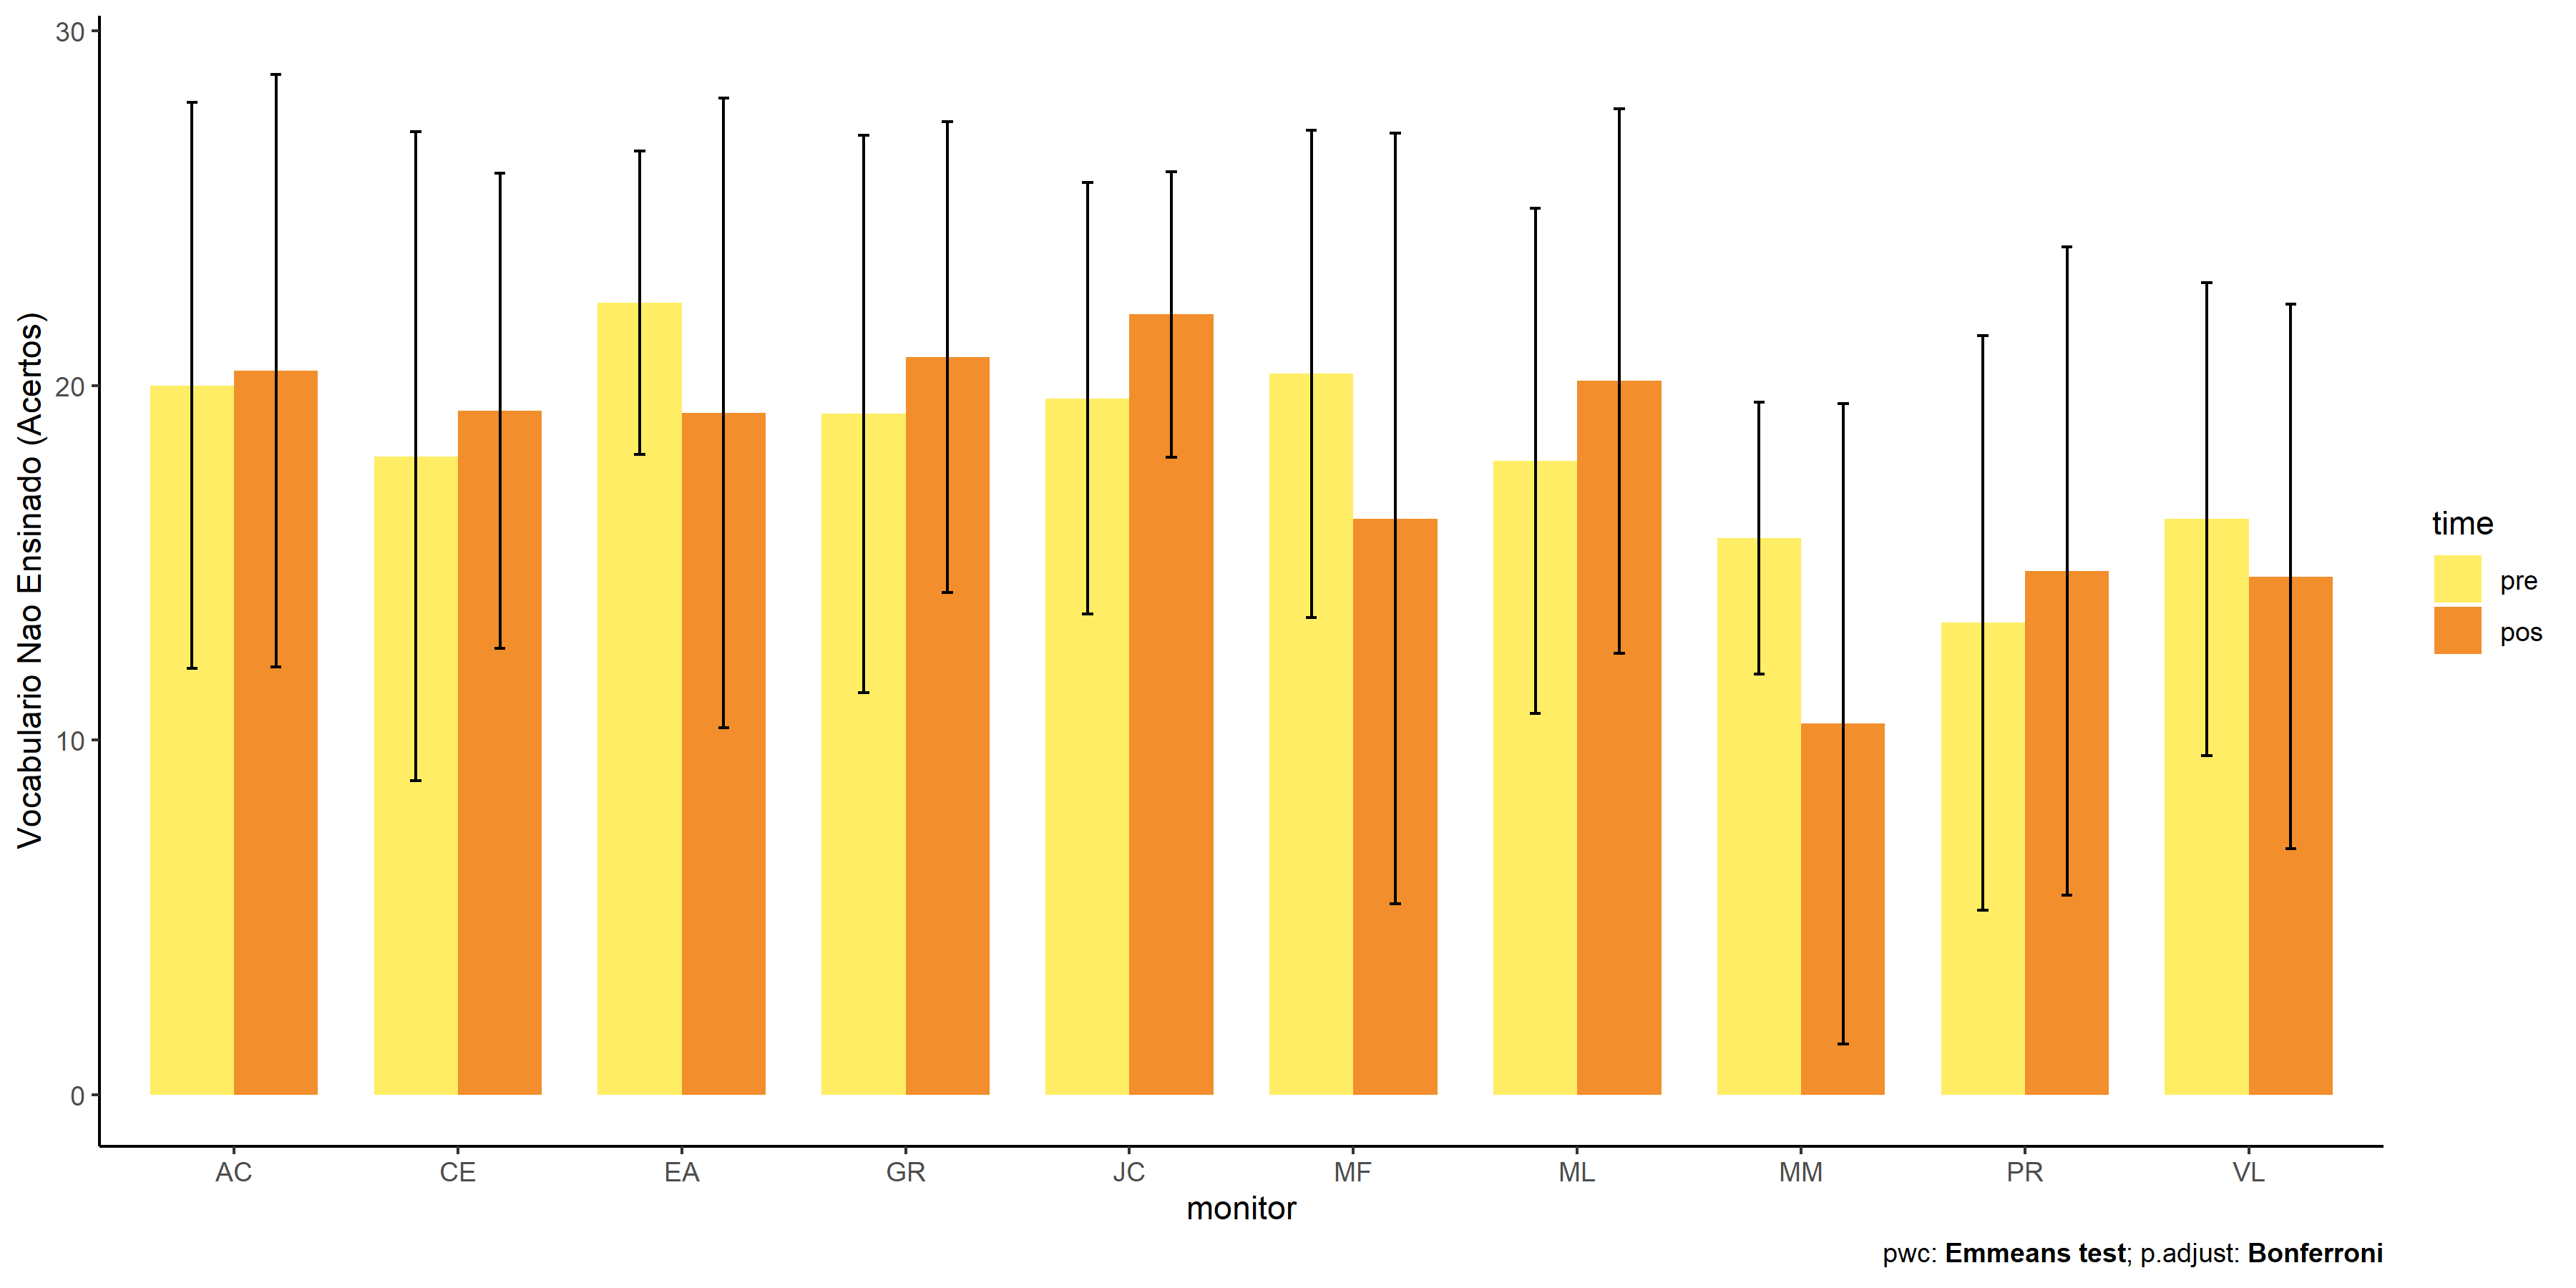 Vocabulario Nao Ensinado (Acertos)
30
20
10
0
AC CE EA GR JC MF ML MM PR VL
monitor
time
pre
pos
pwc: Emmeans test; p.adjust: Bonferroni